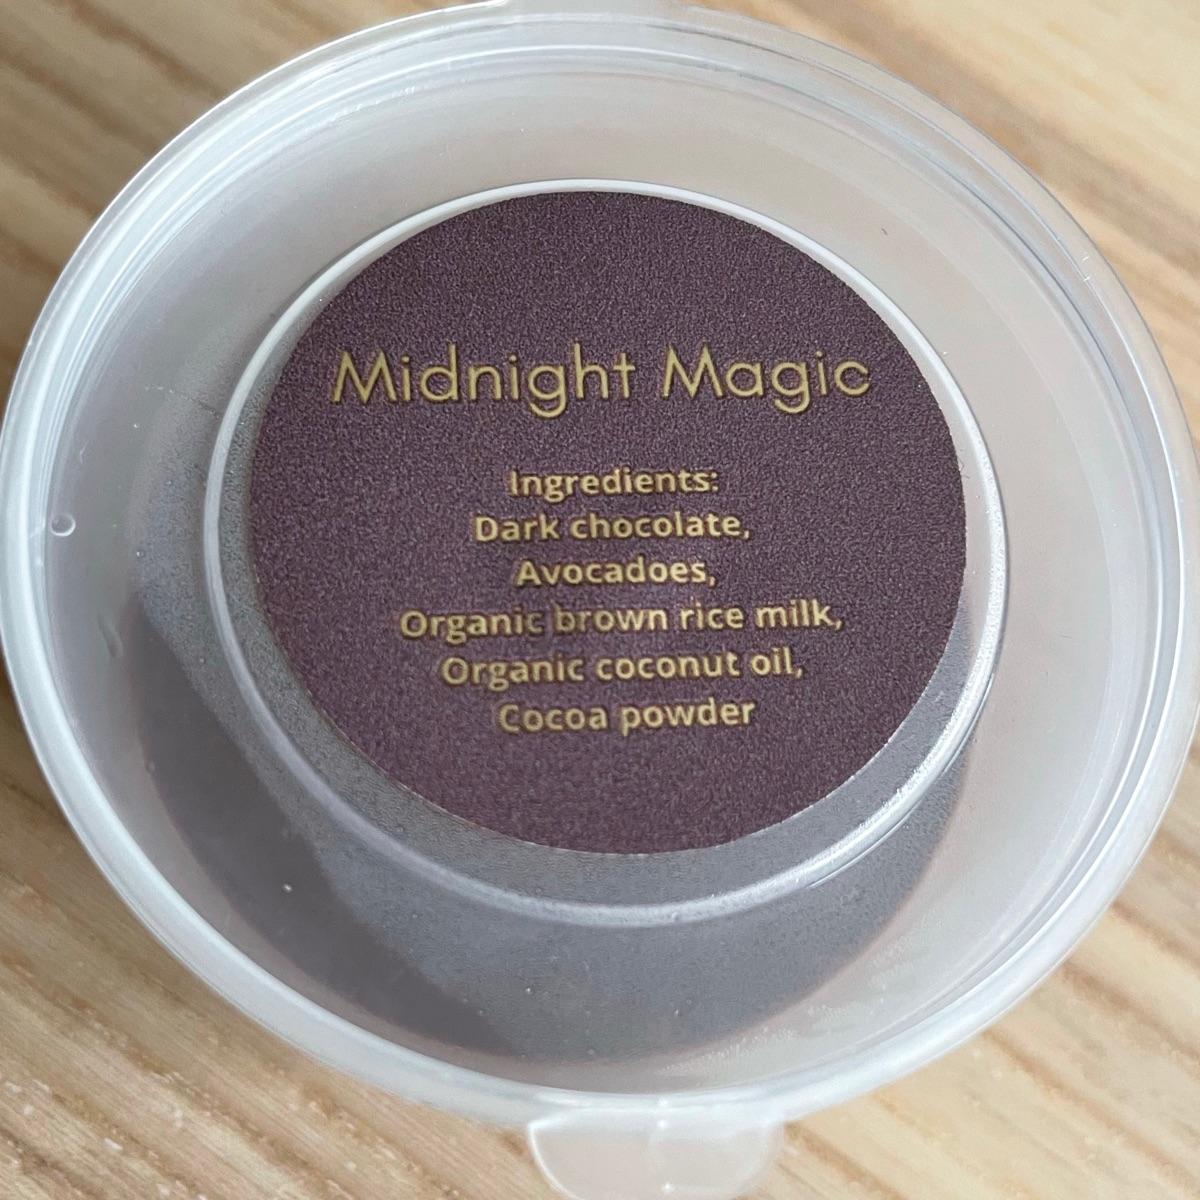 Midnight Magic
Ingredients:
Dark chocolate,
Avocadoes,
Organic brown rice milk,
Organic coconut oil,
Cocoa powder